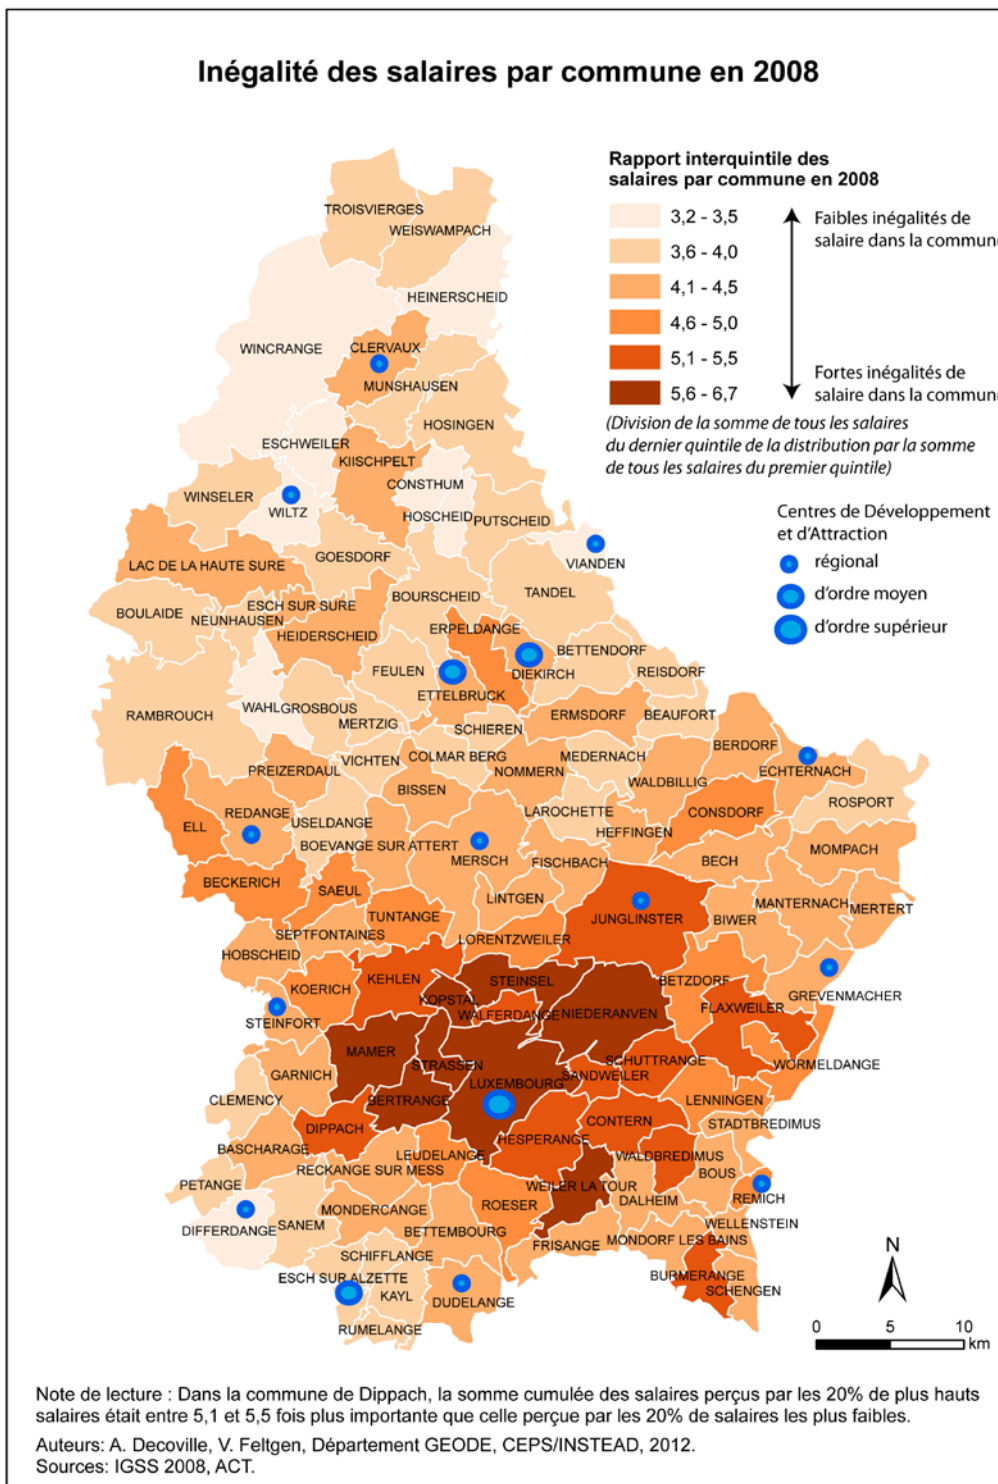 Inégalité des salaires par commune en 2008
Rapport interquintile des
salaires par commune en 2008
3,2 - 3,5
3,6 - 4,0
4,1 - 4,5
4,6 - 5,0
5,1 - 5,5
5,6 - 6,7
Faibles inégalités de
salaire dans la commune
Fortes inégalités de
salaire dans la commune
(Division de la somme de tous les salaires
du dernier quintile de la distribution par la somme
de tous les salaires du premier quintile)
Centres de Développement
et d'Attraction
régional
d'ordre moyen
d'ordre supérieur
TROISVIERGES
WEISWAMPACH
HEINERSCHEID
WINCRANGE
CLERVAUX
MUNSHAUSEN
HOSINGEN
ESCHWEILER
KIISCHPELT
CONSTHUM
WINSELER
WILTZ
HOSCHEID
PUTSCHEID
GOESDORF
VIANDEN
LAC DE LA HAUTE SURE
BOURSCHEID
TANDEL
BOULAIDE
ESCH SUR SURE
NEUNHAUSEN
HEIDERSCHEID
ERPELDANGE
BETTENDORF
FEULEN
DIEKIRCH
REISDORF
ETTELBRUCK
RAMBROUCH
WAHL
GROSBOUS
MERTZIG
SCHIEREN
ERMSDORF
BEAUFORT
BERDORF
VICHTEN
COLMAR BERG
MEDERNACH
PREIZERDAUL
NOMMERN
WALDBILLIG
ECHTERNACH
BISSEN
ROSPORT
REDANGE
LAROCHETTE
CONSDORF
ELL
USELDANGE
HEFFINGEN
BOEVANGE SUR ATTERT
MERSCH
FISCHBACH
BECH
MOMPACH
BECKERICH
SAEUL
LINTGEN
MANTERNACH
MERTERT
TUNTANGE
JUNGLINSTER
BIWER
SEPTFONTAINES
LORENTZWEILER
HOBSCHEID
KEHLEN
STEINSEL
BETZDORF
KOERICH
KOPSTAL
GREVENMACHER
WALFERDANGE
NIEDERANVEN
FLAXWEILER
STEINFORT
MAMER
STRASSEN
SCHUTTRANGE
WORMELDANGE
GARNICH
LUXEMBOURG
SANDWEILER
CLEMENCY
BERTRANGE
LENNINGEN
DIPPACH
CONTERN
STADTBREDIMUS
HESPERANGE
BASCHARAGE
LEUDELANGE
WALDBREDIMUS
RECKANGE SUR MESS
BOUS
PETANGE
WEILER LA TOUR
DALHEIM
REMICH
ROESER
MONDERCANGE
DIFFERDANGE
SANEM
WELLENSTEIN
BETTEMBOURG
FRISANGE
MONDORF LES BAINS
SCHIFFLANGE
BURMERANGE
ESCH SUR ALZETTE
SCHENGEN
KAYL
DUDELANGE
RUMELANGE
N
0 5 10
km
Note de lecture : Dans la commune de Dippach, la somme cumulée des salaires perçus par les 20% de plus hauts
salaires était entre 5,1 et 5,5 fois plus importante que celle perçue par les 20% de salaires les plus faibles.
Auteurs: A. Decoville, V. Feltgen, Département GEODE, CEPS/INSTEAD, 2012.
Sources: IGSS 2008, ACT.